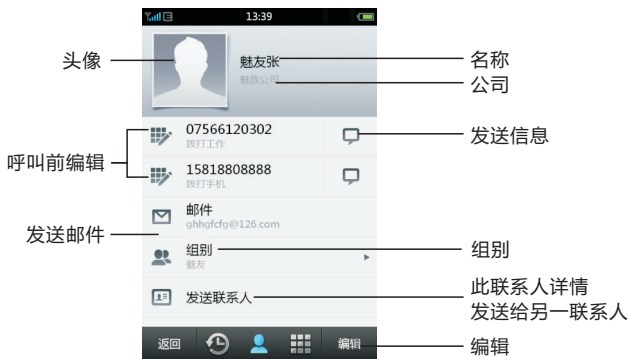 13:39
头像
魅友张
名称
魅族公司
公司
呼叫前编辑
07566120302
拨打工作
发送信息
15818808888
拨打手机
发送邮件
邮件
ghhgfcfg@126.com
组别
魅友
组别
发送联系人
此联系人详情
发送给另一联系人
返回
编辑
编辑